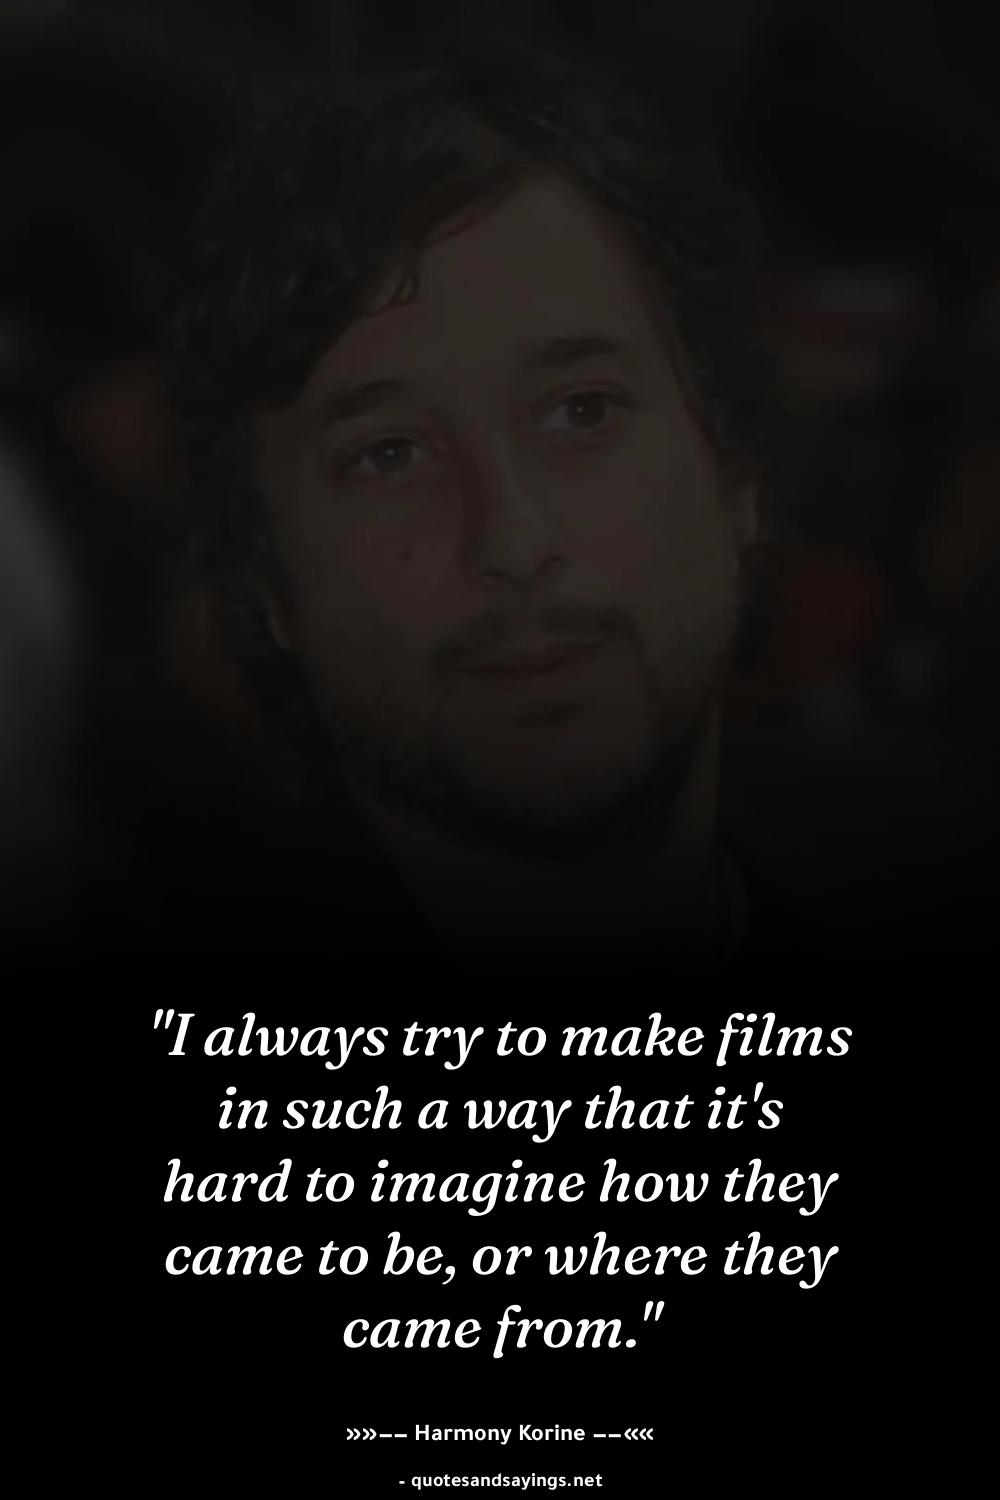 "I always try to make films
in such a way that it's
hard to imagine how they
came to be, or where they
came from."
»»–– Harmony Korine ––««
- quotesandsayings.net